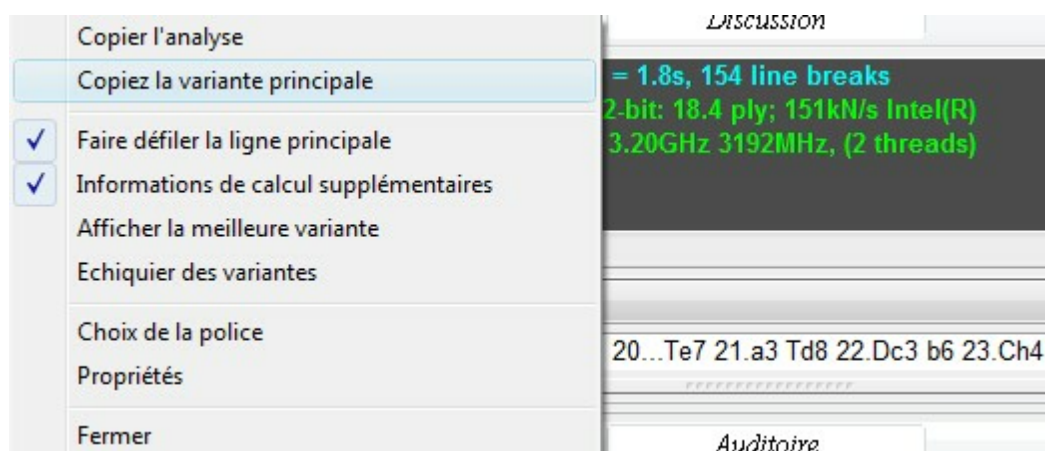 Copier l'analyse
Copiez la variante principale
Faire défiler la ligne principale
Informations de calcul supplémentaires
Afficher la meilleure variante
Echiquier des variantes
Choix de la police
Propriétés
Fermer
Discussion
= 1.8s, 154 line breaks
2-bit: 18.4 ply; 151kN/s Intel(R)
3.20GHz 3192MHz, (2 threads)
20...Te7 21.a3 Td8 22.Dc3 b6 23.Ch4
Auditoire